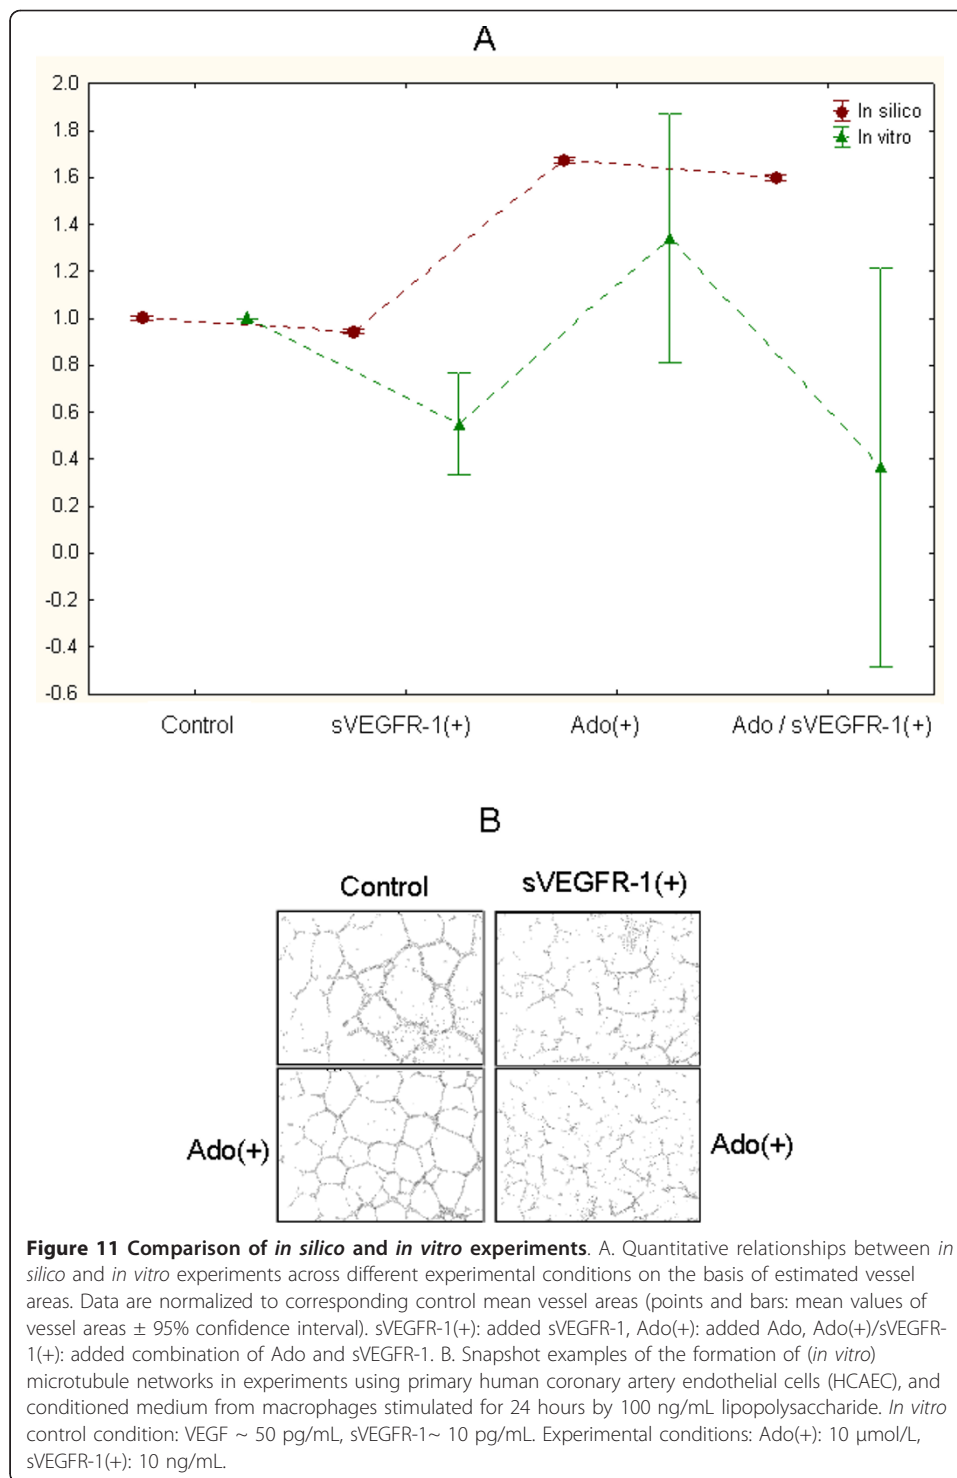 A
2.0
1.8
1.6
1.4
1.2
1.0
0.8
0.6
0.4
0.2
0.0
-0.2
-0.4
-0.6
In silico
In vitro
Control sVEGFR-1(+) Ado(+) Ado / sVEGFR-1(+)
B
Control sVEGFR-1(+)
Ado(+) Ado(+)
Figure 11 Comparison of in silico and in vitro experiments. A. Quantitative relationships between in
silico and in vitro experiments across different experimental conditions on the basis of estimated vessel
areas. Data are normalized to corresponding control mean vessel areas (points and bars: mean values of
vessel areas ± 95% confidence interval). sVEGFR-1(+): added sVEGFR-1, Ado(+): added Ado, Ado(+)/sVEGFR-
1(+): added combination of Ado and sVEGFR-1. B. Snapshot examples of the formation of (in vitro)
microtubule networks in experiments using primary human coronary artery endothelial cells (HCAEC), and
conditioned medium from macrophages stimulated for 24 hours by 100 ng/mL lipopolysaccharide. In vitro
control condition: VEGF ~ 50 pg/mL, sVEGFR-1~ 10 pg/mL. Experimental conditions: Ado(+): 10 μmol/L,
sVEGFR-1(+): 10 ng/mL.